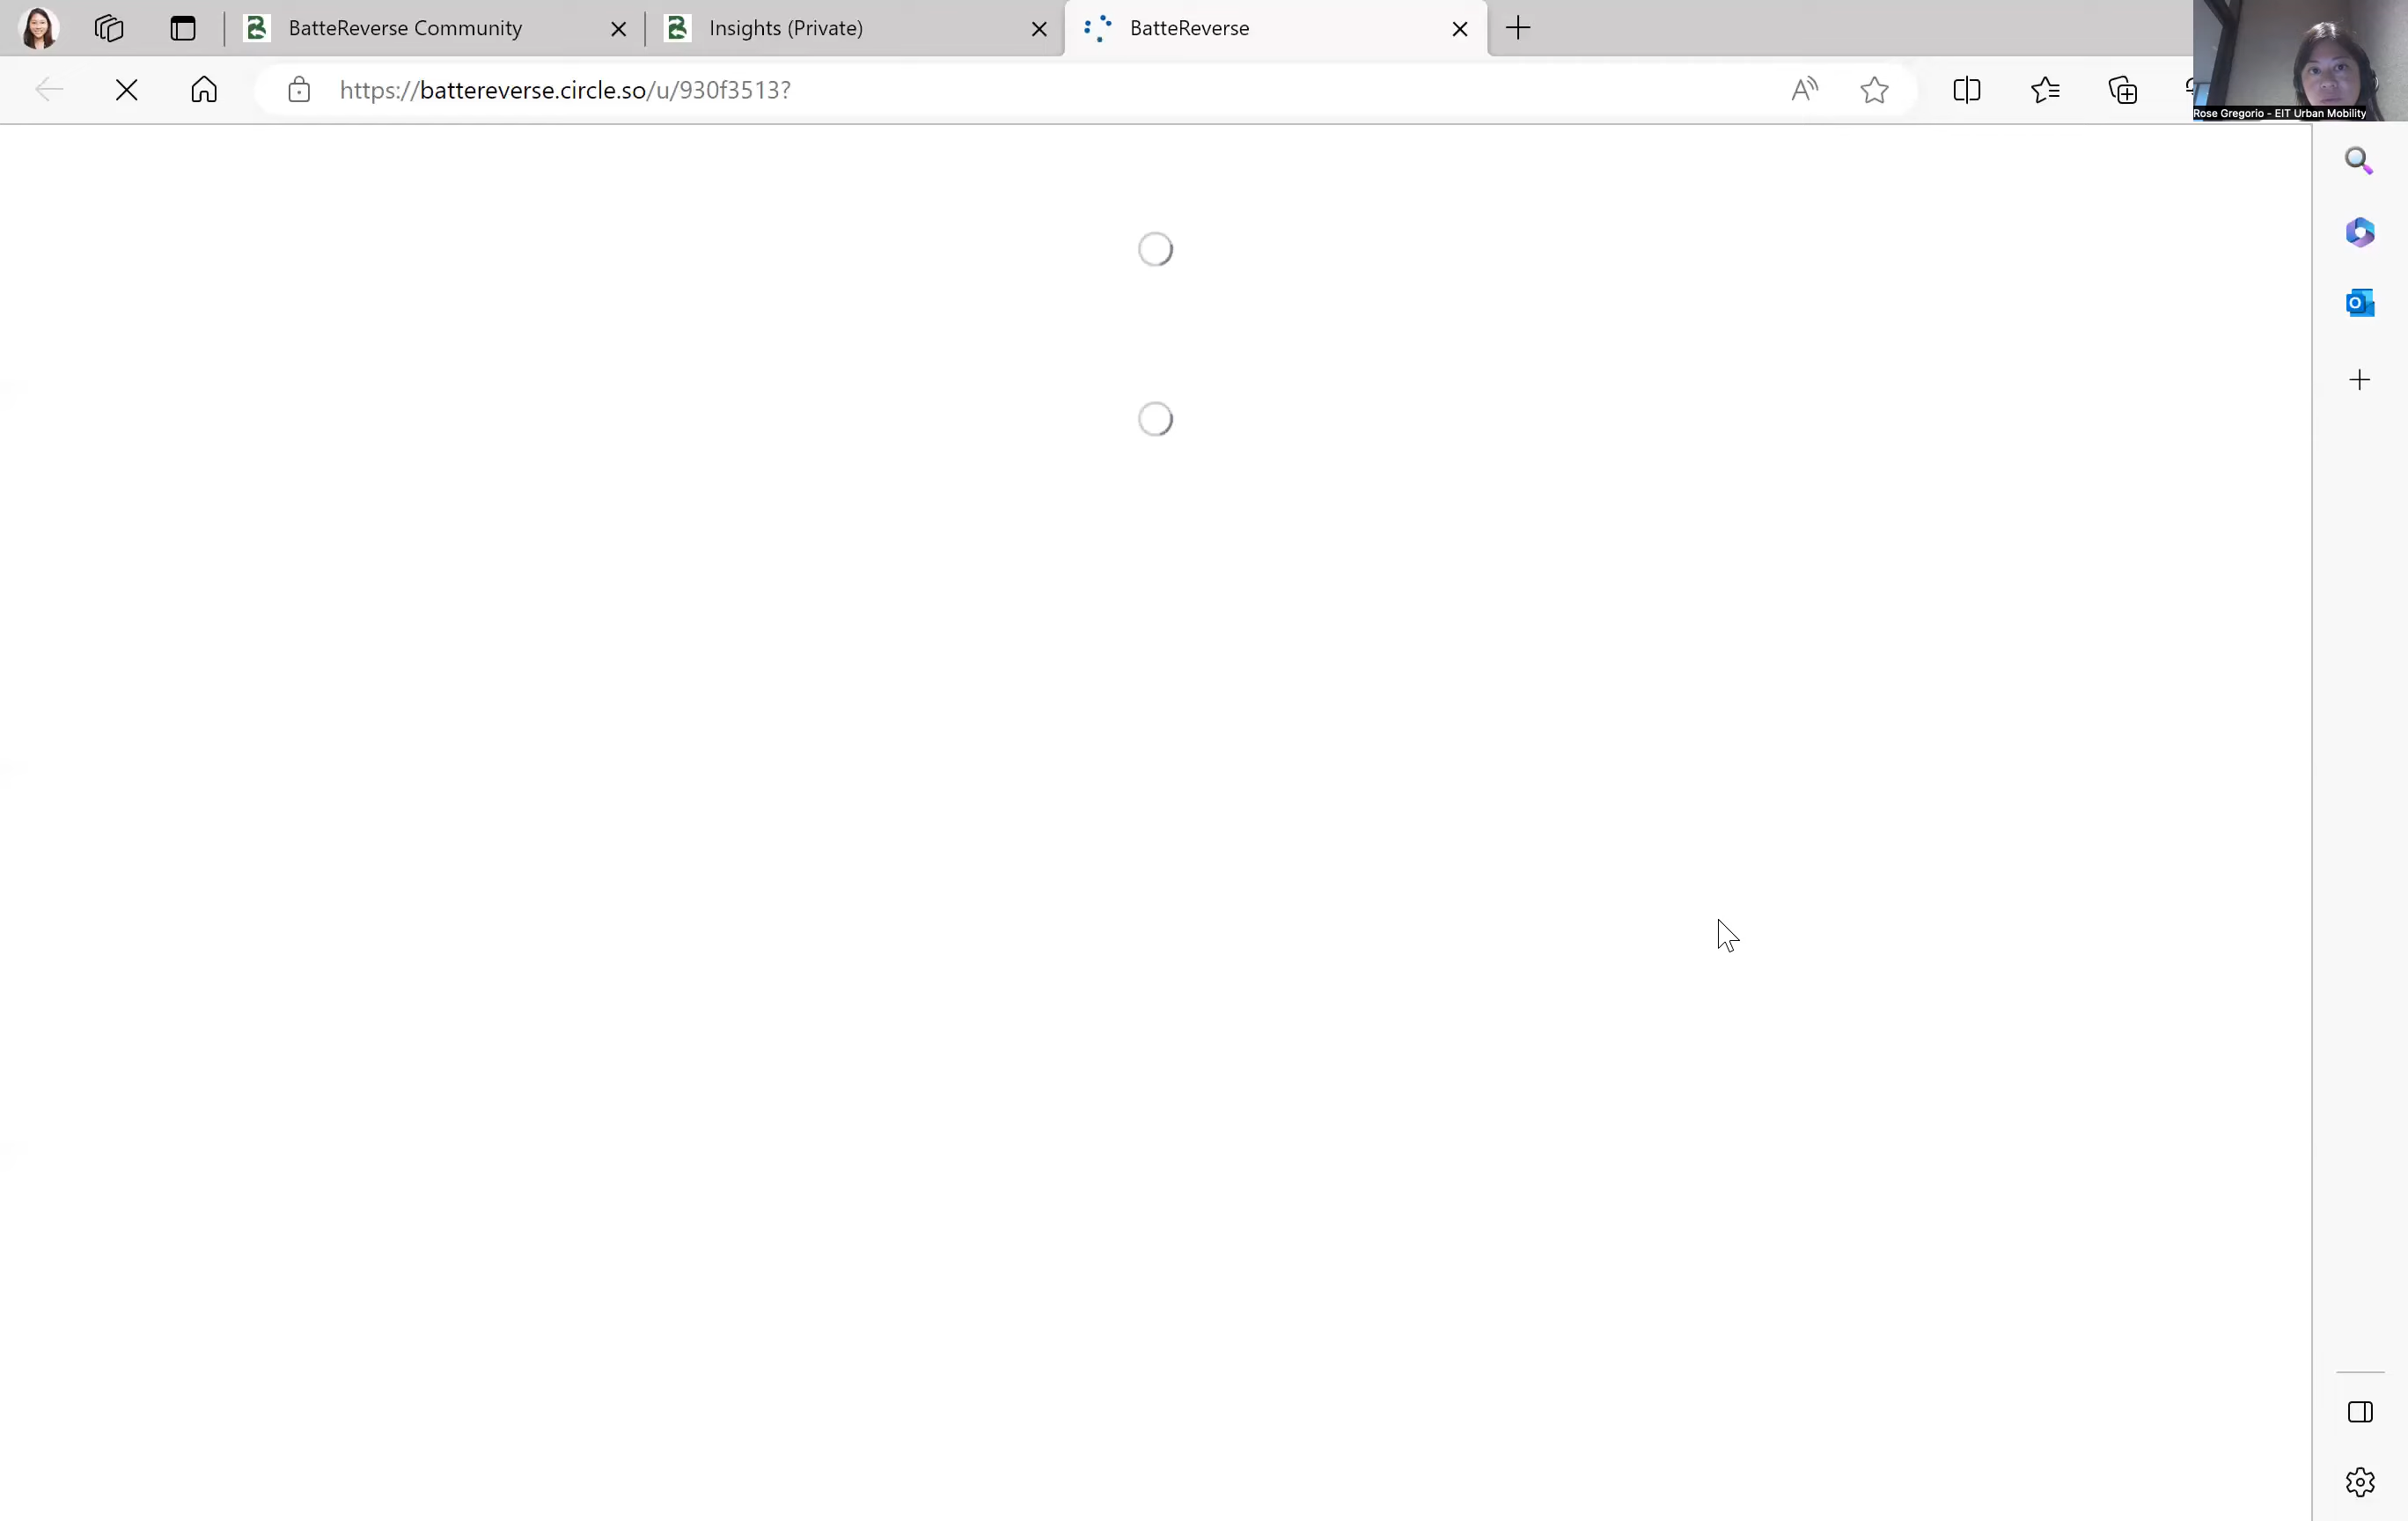 BatteReverse Community
Insights (Private)
BatteReverse
https://battereverse.circle.so/u/930f3513?
Rose Gregorio - EIT Urban Mobility